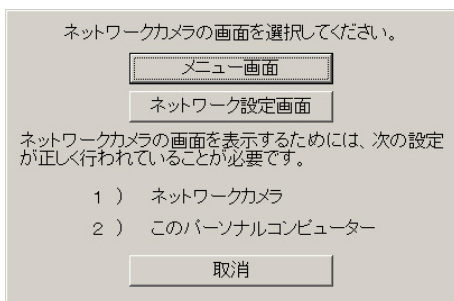 ネットワークカメラの画面を選択してください。
メニュー画面
ネットワーク設定画面
ネットワークカメラの画面を表示するためには、次の設定
が正しく行われていることが必要です。
1 ) ネットワークカメラ
2 ) このパーソナルコンピューター
取消